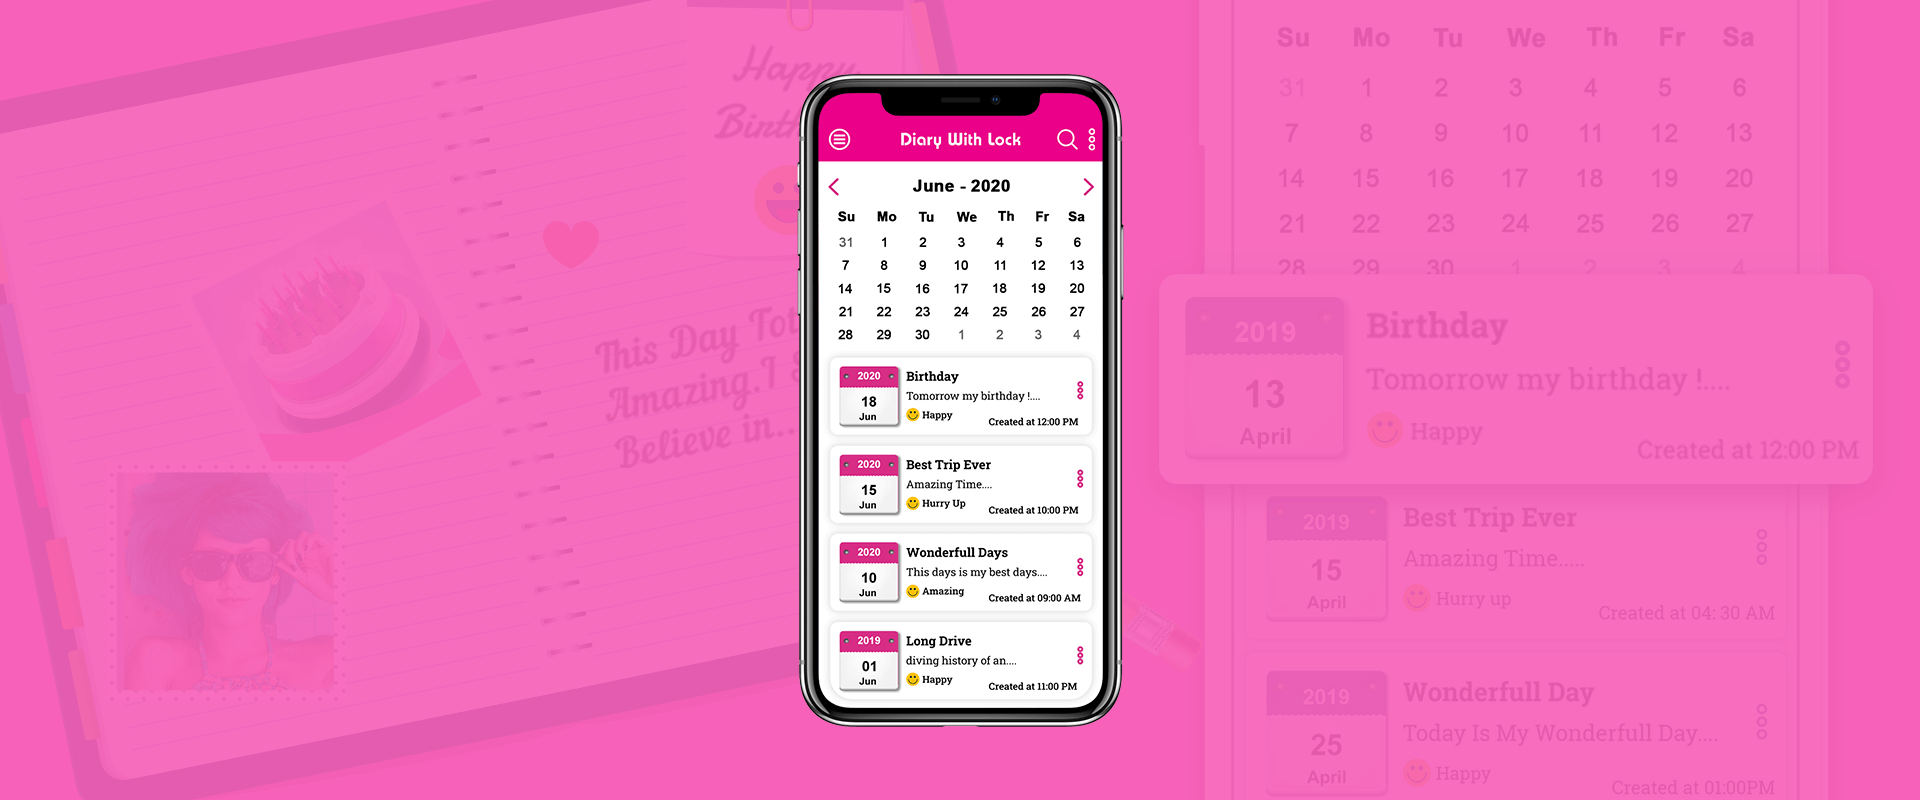 Happy
Birth
This Day Tot
Amazing.I S
Believe in...
Diary With Lock
June - 2020
Su Mo Tu We Th Fr Sa
31 1 2 3 4 5 6
7 8 9 10 11 12 13
14 15 16 17 18 19 20
21 22 23 24 25 26 27
28 29 30 1 2 3 4
2020
18
Jun
Birthday
Tomorrow my birthday !....
Happy
Created at 12:00 PM
2020
15
Jun
Best Trip Ever
Amazing Time....
Hurry Up
Created at 10:00 PM
2020
10
Jun
Wonderfull Days
This days is my best days....
Amazing
Created at 09:00 AM
2019
01
Jun
Long Drive
diving history of an....
Happy
Created at 11:00 PM
Su Mo Tu We Th Fr Sa
31 1 2 3 4 5 6
7 8 9 10 11 12 13
14 15 16 17 18 19 20
21 22 23 24 25 26 27
28 29 30 1 2 3 4
2019
13
April
Birthday
Tomorrow my birthday !....
Happy
Created at 12:00 PM
2019
15
April
Best Trip Ever
Amazing Time.....
Hurry up
Created at 04: 30 AM
2019
25
April
Wonderfull Day
Today Is My Wonderfull Day....
Happy
Created at 01:00PM